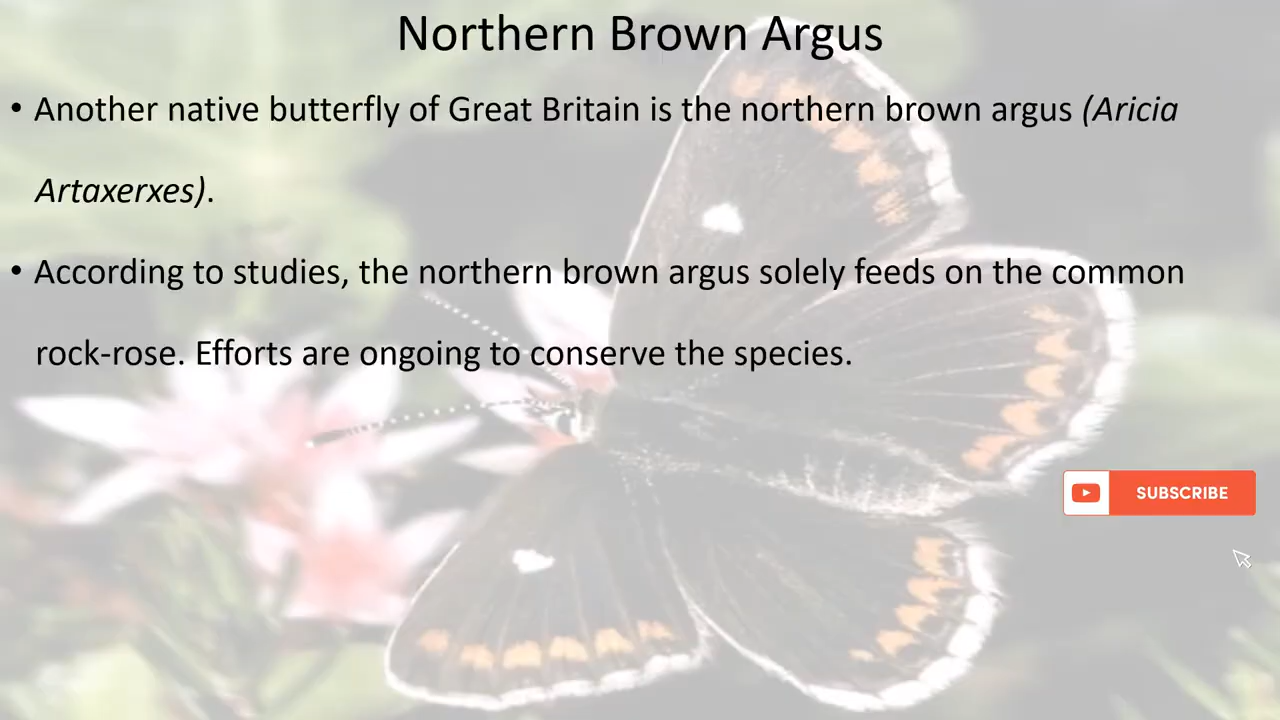 Northern Brown Argus
• Another native butterfly of Great Britain is the northern brown argus (Aricia
Artaxerxes).
• According to studies, the northern brown argus solely feeds on the common
rock-rose. Efforts are ongoing to conserve the species.
SUBSCRIBE